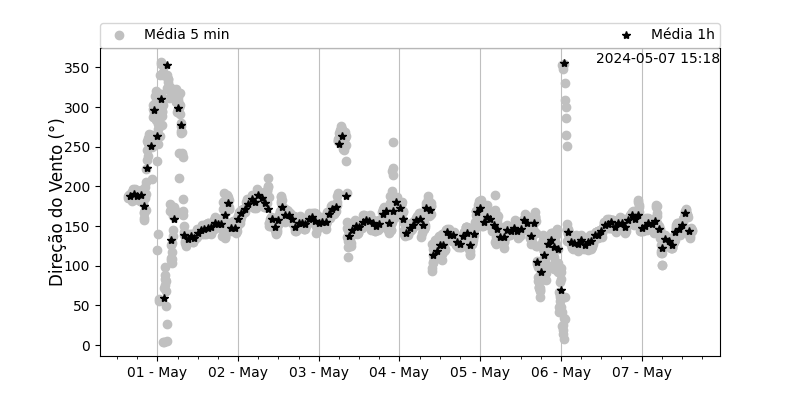 Média 5 min
Média 1h
2024-05-07 15:18
Direção do Vento (°)
350
300
250
200
150
100
50
0
01 - May
02 - May
03 - May
04 - May
05 - May
06 - May
07 - May